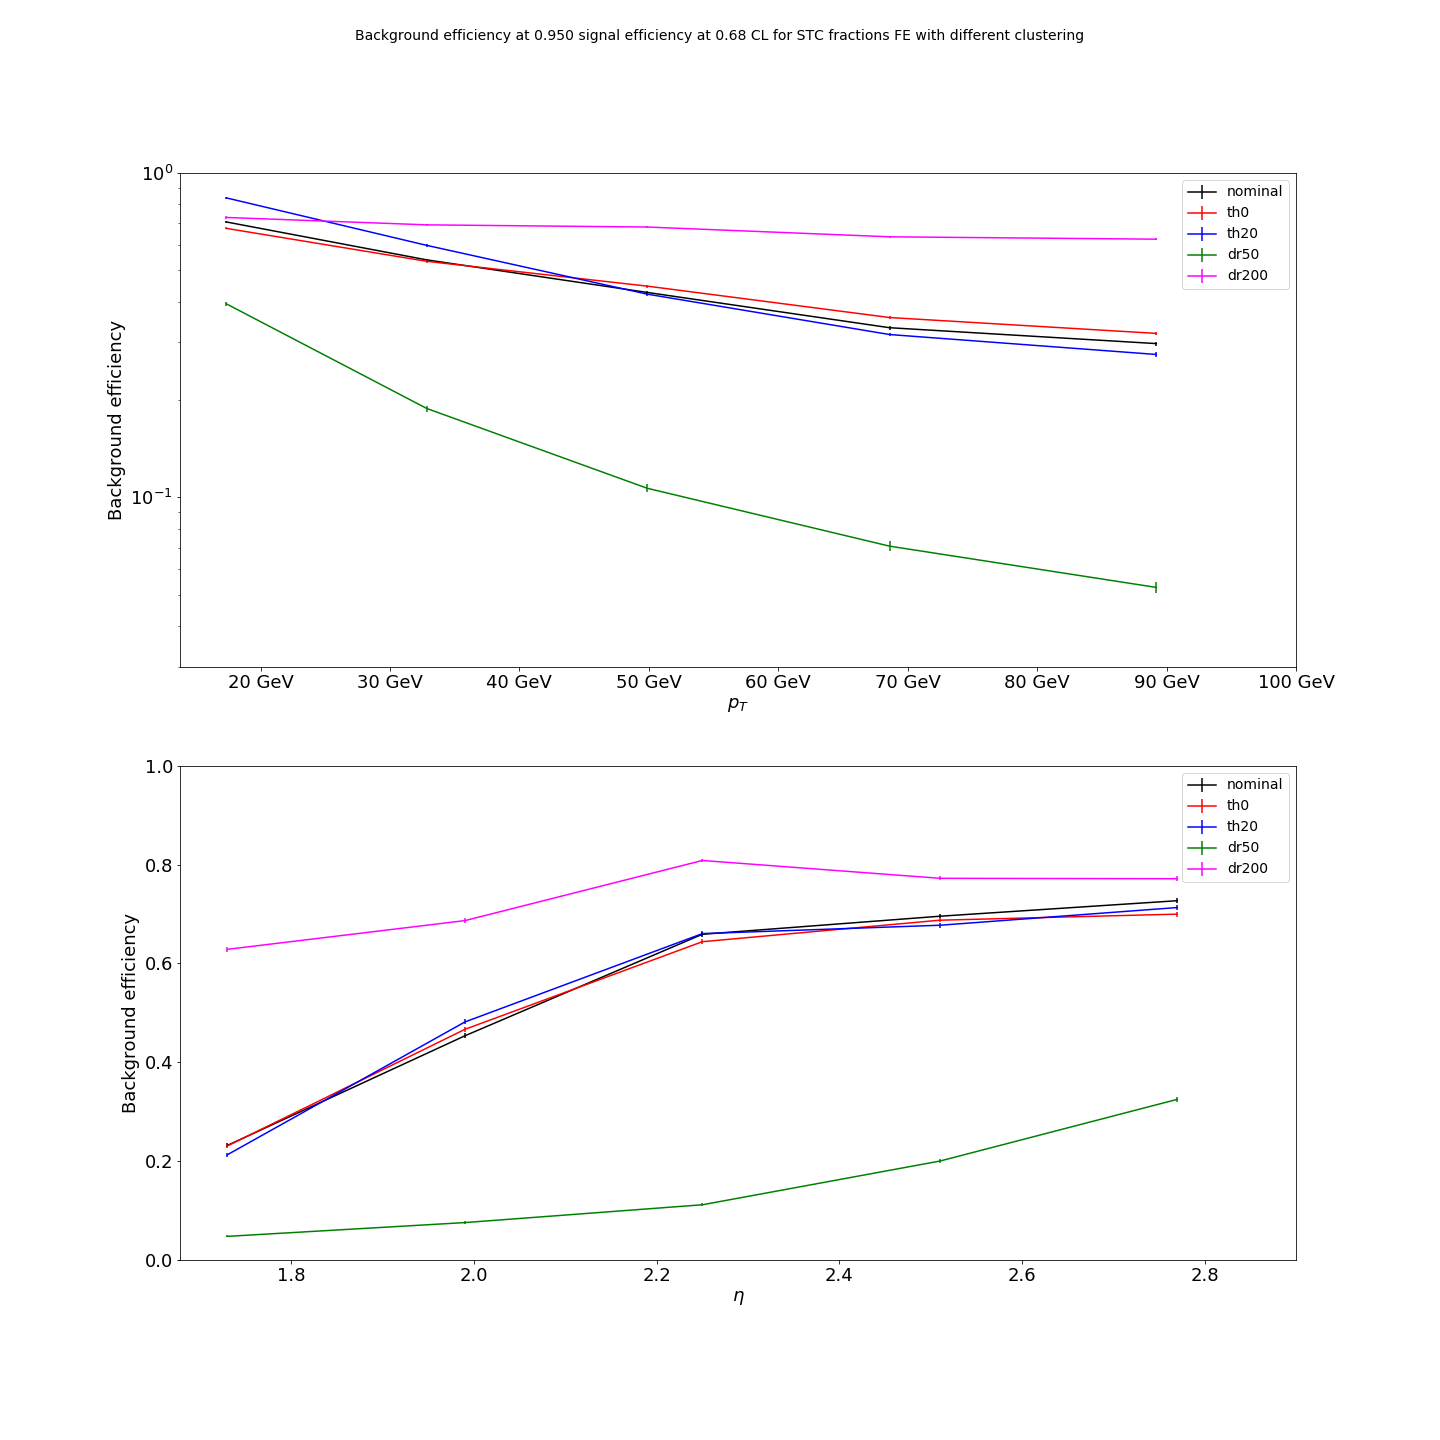 Background efficiency at 0.950 signal efficiency at 0.68 CL for STC fractions FE with different clustering
10⁰
10⁻¹
Background efficiency
nominal
th0
th20
dr50
dr200
20 GeV 30 GeV 40 GeV 50 GeV 60 GeV 70 GeV 80 GeV 90 GeV 100 GeV
p_T
1.0
0.8
0.6
0.4
0.2
0.0
Background efficiency
nominal
th0
th20
dr50
dr200
1.8 2.0 2.2 2.4 2.6 2.8
η